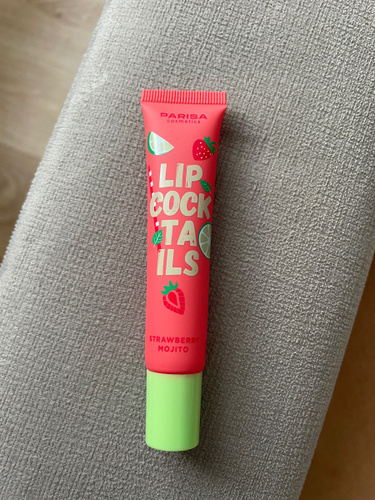 PARISA
cosmetics
LIP
COCK
TA
ILS
STRAWBERRY
MOJITO